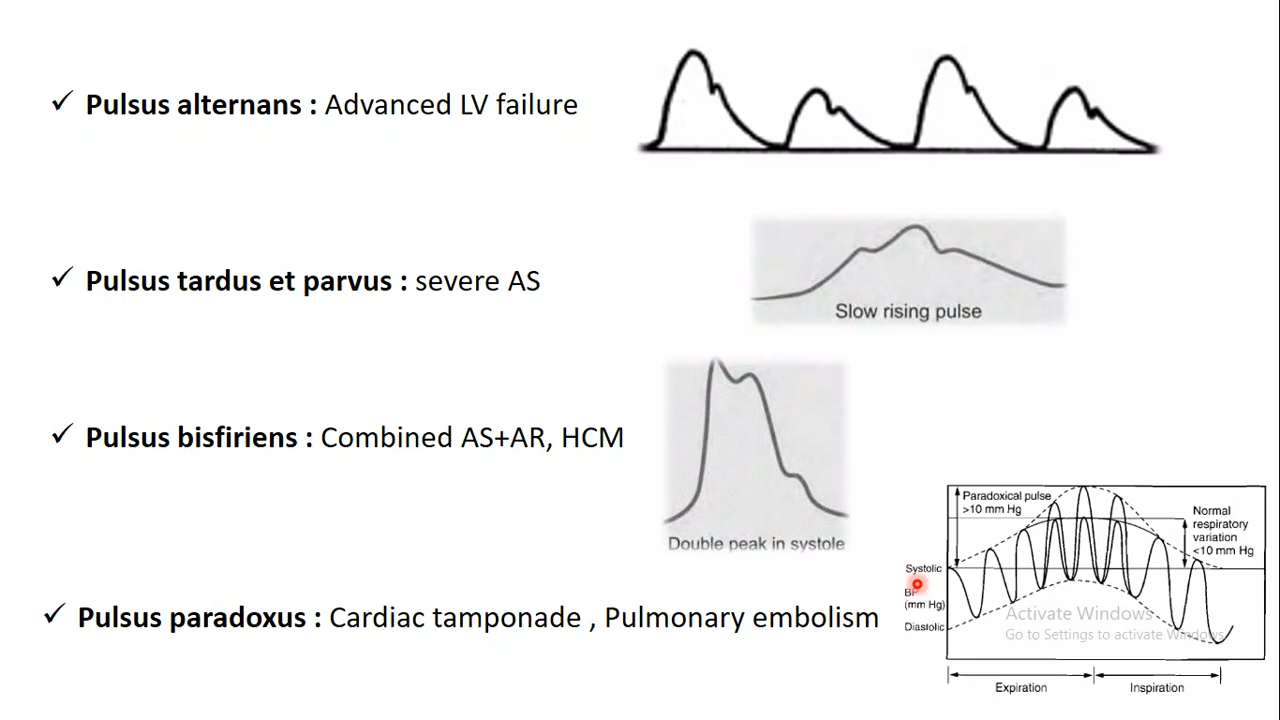 ✓ Pulsus alternans : Advanced LV failure
✓ Pulsus tardus et parvus : severe AS
Slow rising pulse
✓ Pulsus bisfiriens : Combined AS+AR, HCM
Double peak in systole
✓ Pulsus paradoxus : Cardiac tamponade , Pulmonary embolism
Paradoxical pulse
>10 mm Hg
Normal
respiratory
variation
<10 mm Hg
Systolic
BP
(mm Hg)
Diastolic
Activate Windows
Go to Settings to activate Windows.
Expiration
Inspiration